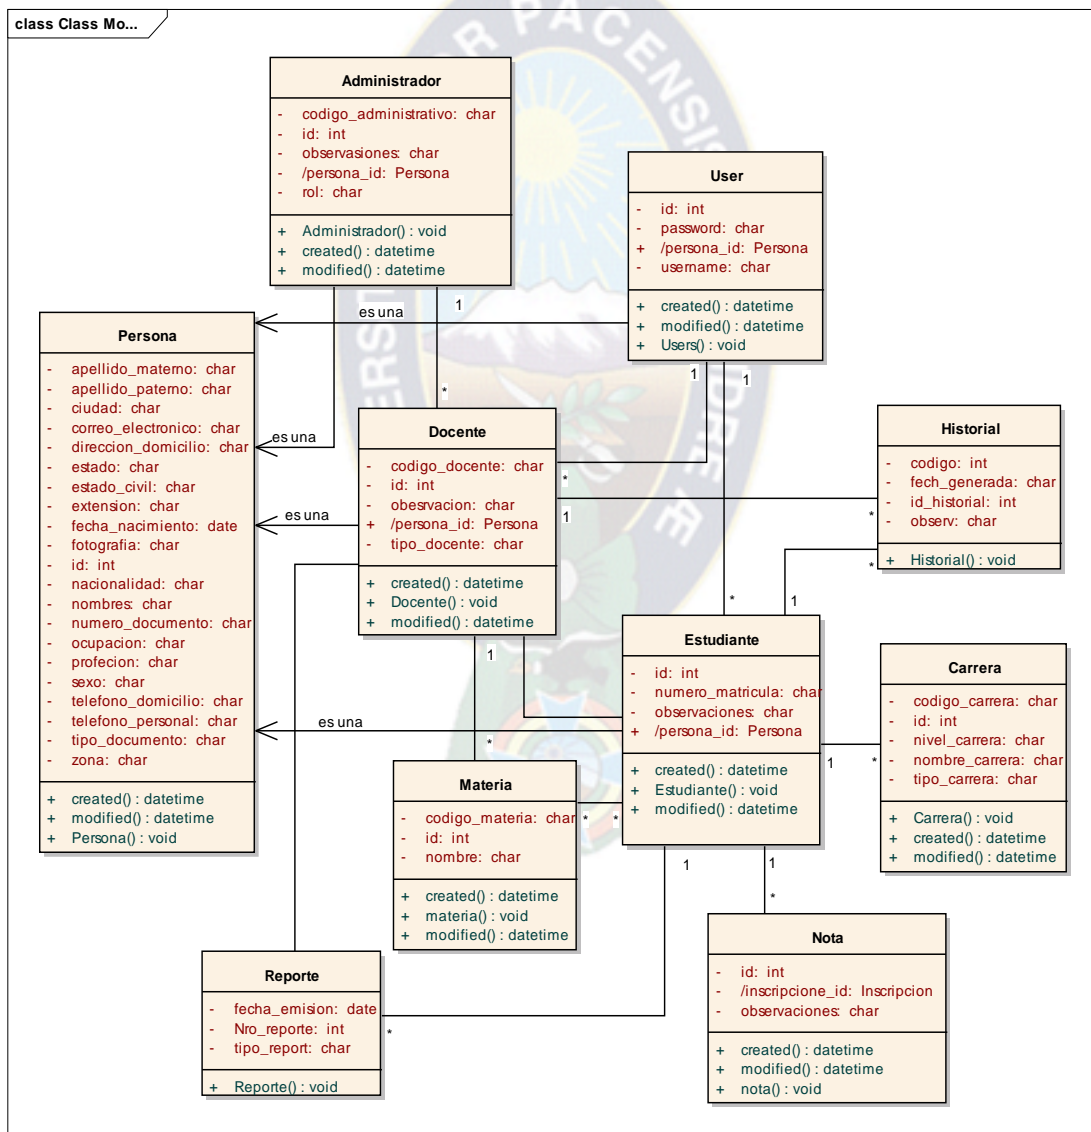 class Class Mo...
PACENSIS
Administrador
- codigo_administrativo: char
- id: int
- observasiones: char
- /persona_id: Persona
- rol: char
+ Administrador() : void
+ created() : datetime
+ modified() : datetime
User
- id: int
- password: char
+ /persona_id: Persona
- username: char
+ created() : datetime
+ modified() : datetime
+ Users() : void
1
es una
Persona
- apellido_materno: char
- apellido_paterno: char
- ciudad: char
- correo_electronico: char
- direccion_domicilio: char
- estado: char
- estado_civil: char
- extension: char
- fecha_nacimiento: date
- fotografia: char
- id: int
- nacionalidad: char
- nombres: char
- numero_documento: char
- ocupacion: char
- profecion: char
- sexo: char
- telefono_domicilio: char
- telefono_personal: char
- tipo_documento: char
- zona: char
+ created() : datetime
+ modified() : datetime
+ Persona() : void
1
1
*
es una
Docente
- codigo_docente: char
- id: int
- obesrvacion: char
+ /persona_id: Persona
- tipo_docente: char
+ created() : datetime
+ Docente() : void
+ modified() : datetime
*
1
es una
Historial
- codigo: int
- fech_generada: char
- id_historial: int
- observ: char
+ Historial() : void
*
*
*
1
Estudiante
- id: int
- numero_matricula: char
- observaciones: char
+ /persona_id: Persona
+ created() : datetime
+ Estudiante() : void
+ modified() : datetime
1
es una
*
Carrera
- codigo_carrera: char
- id: int
- nivel_carrera: char
- nombre_carrera: char
- tipo_carrera: char
+ Carrera() : void
+ created() : datetime
+ modified() : datetime
1
*
Materia
- codigo_materia: char
- id: int
- nombre: char
+ created() : datetime
+ materia() : void
+ modified() : datetime
*
*
1
1
*
Nota
- id: int
- /inscripcione_id: Inscripcion
- observaciones: char
+ created() : datetime
+ modified() : datetime
+ nota() : void
Reporte
- fecha_emision: date
- Nro_reporte: int
- tipo_report: char
+ Reporte() : void
*